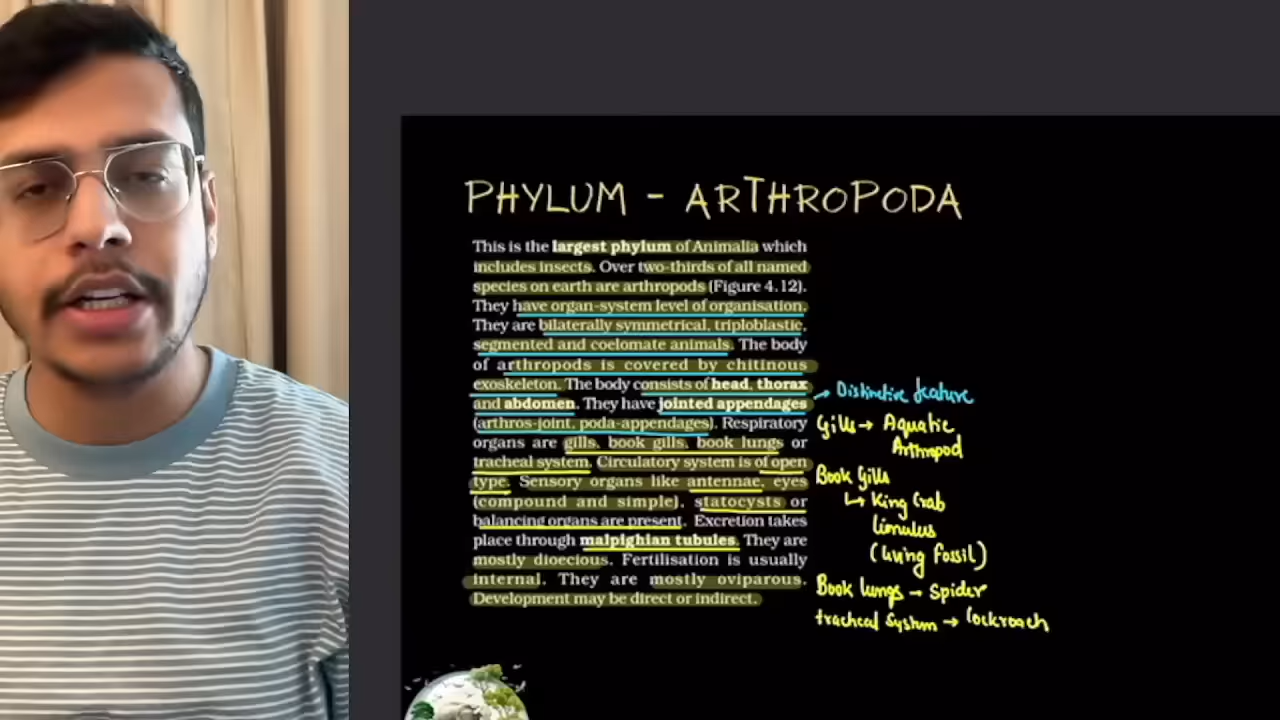 PHYLUM - ARTHROPODA
This is the largest phylum of Animalia which
includes insects. Over two-thirds of all named
species on earth are arthropods (Figure 4.12).
They have organ-system level of organisation.
They are bilaterally symmetrical, triploblastic,
segmented and coelomate animals. The body
of arthropods is covered by chitinous
exoskeleton. The body consists of head, thorax
and abdomen. They have jointed appendages
(arthros-joint, poda-appendages). Respiratory
organs are gills, book gills, book lungs or
tracheal system. Circulatory system is of open
type. Sensory organs like antennae, eyes
(compound and simple), statocysts or
balancing organs are present. Excretion takes
place through malpighian tubules. They are
mostly dioecious. Fertilisation is usually
internal. They are mostly oviparous.
Development may be direct or indirect.
→ Distinctive feature
Gills → Aquatic
Arthropod
Book Gills
↳ King Crab
Limulus
(living fossil)
Book lungs → Spider
tracheal System → Cockroach